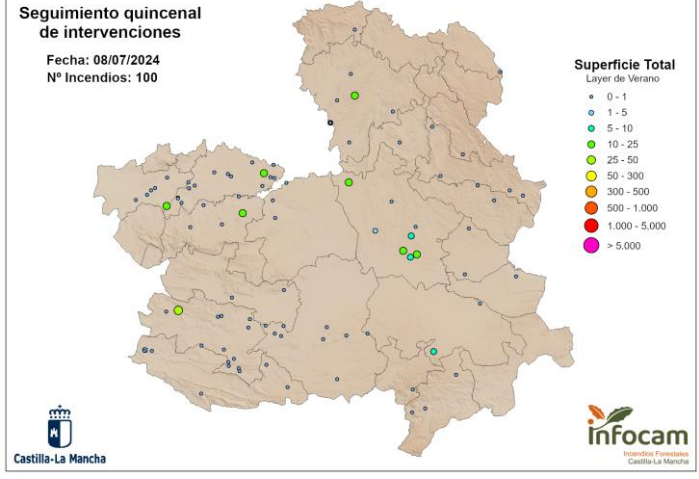 Seguimiento quincenal
de intervenciones
Fecha: 08/07/2024
Nº Incendios: 100
Superficie Total
Layer de Verano
0 - 1
1 - 5
5 - 10
10 - 25
25 - 50
50 - 300
300 - 500
500 - 1.000
1.000 - 5.000
> 5.000
Castilla-La Mancha
infocam
Incendios Forestales
Castilla-La Mancha